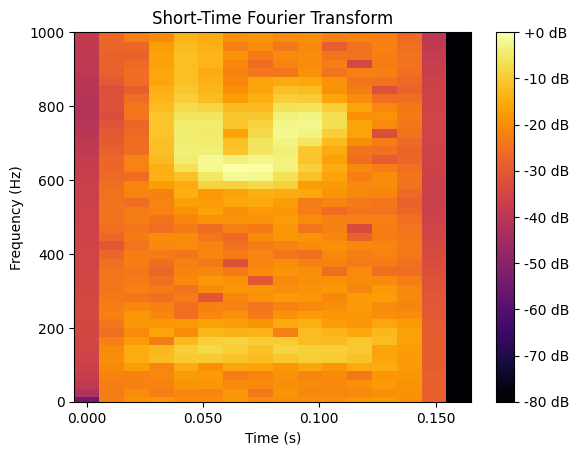 Short-Time Fourier Transform
1000
800
600
400
200
0
Frequency (Hz)
0.000
0.050
0.100
0.150
Time (s)
+0 dB
-10 dB
-20 dB
-30 dB
-40 dB
-50 dB
-60 dB
-70 dB
-80 dB